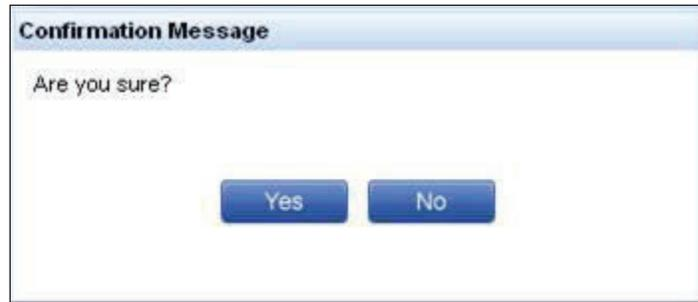 Confirmation Message
Are you sure?
Yes No